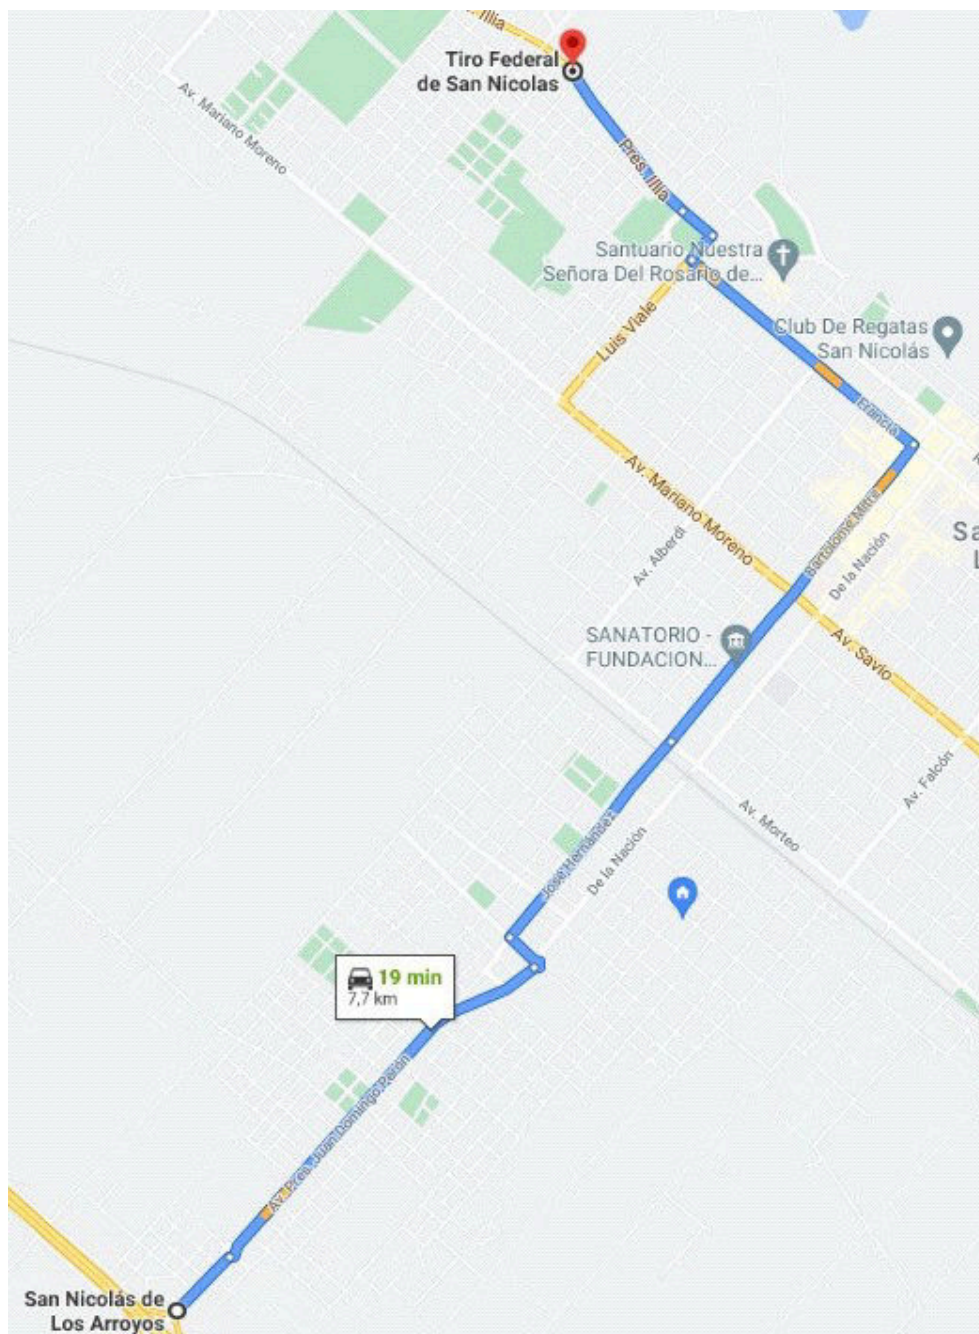 Illia
Tiro Federal
de San Nicolas
Av. Mariano Moreno
Pres. Illia
Santuario Nuestra
Señora Del Rosario de...
Luis Viale
Club De Regatas
San Nicolás
Francia
Av. Mariano Moreno
Bartolomé Mitre
Sa
L
Av. Alberdi
De la Nación
SANATORIO -
FUNDACION...
Av. Savio
Av. Falcón
Av. Morteo
José Hernández
De la Nación
19 min
7,7 km
Av. Pres. Juan Domingo Perón
San Nicolás de
Los Arroyos